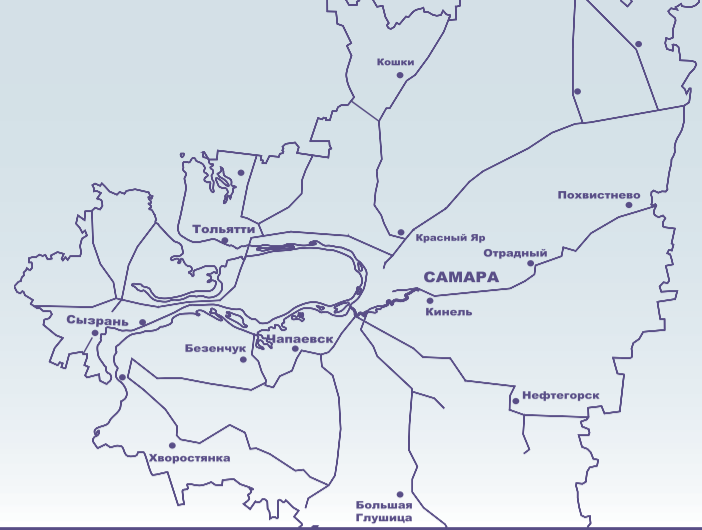 Кошки
Похвистнево
Тольятти
Красный Яр
Отрадный
САМАРА
Кинель
Сызрань
Безенчук
Чапаевск
Нефтегорск
Хворостянка
Большая
Глушица